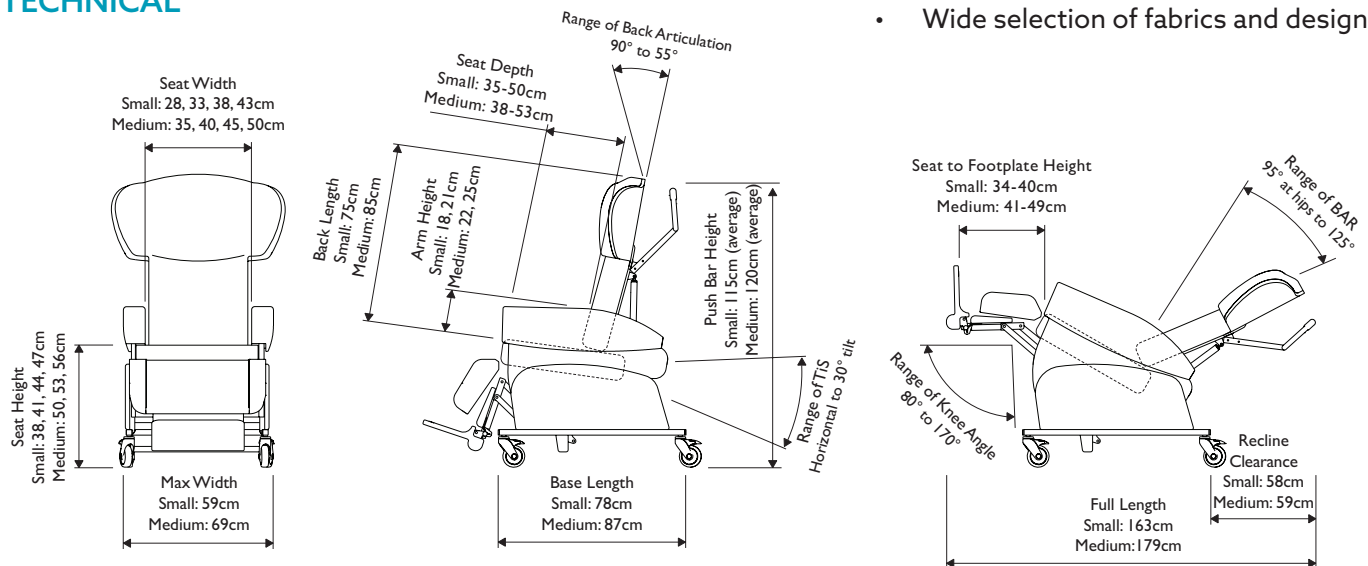 TECHNICAL
• Wide selection of fabrics and design
Seat Width
Small: 28, 33, 38, 43cm
Medium: 35, 40, 45, 50cm
Seat Height
Small: 38, 41, 44, 47cm
Medium: 50, 53, 56cm
Max Width
Small: 59cm
Medium: 69cm
Range of Back Articulation
90° to 55°
Seat Depth
Small: 35-50cm
Medium: 38-53cm
Back Length
Small: 75cm
Medium: 85cm
Arm Height
Small: 18, 21cm
Medium: 22, 25cm
Push Bar Height
Small: 115cm (average)
Medium: 120cm (average)
Range of TiS
Horizontal to 30° tilt
Base Length
Small: 78cm
Medium: 87cm
Seat to Footplate Height
Small: 34-40cm
Medium: 41-49cm
Range of BAR
95° at hips to 125°
Range of Knee Angle
80° to 170°
Recline
Clearance
Small: 58cm
Medium: 59cm
Full Length
Small: 163cm
Medium:179cm